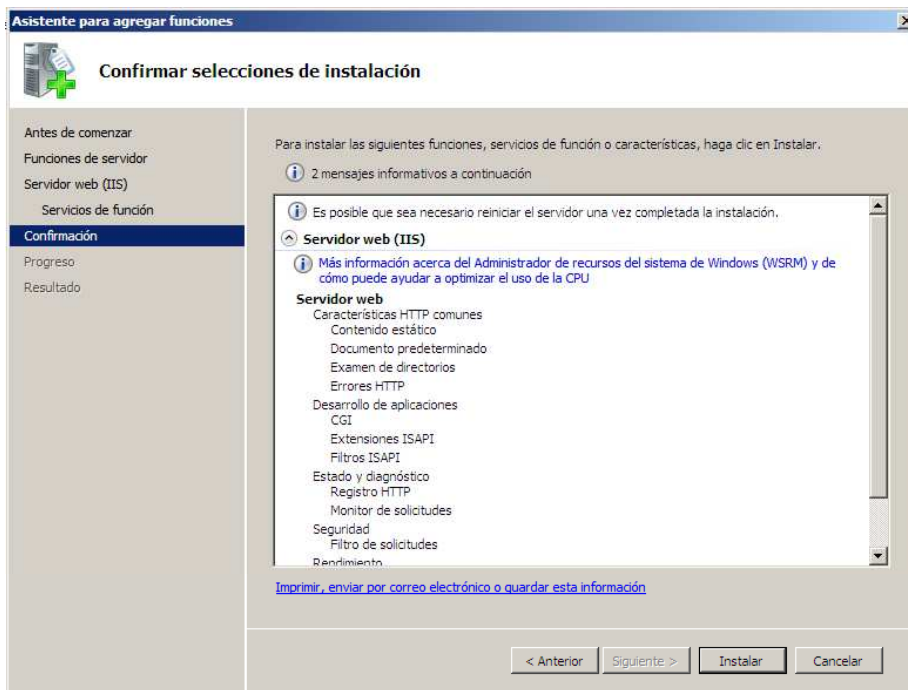 Asistente para agregar funciones
Confirmar selecciones de instalación
Antes de comenzar
Funciones de servidor
Servidor web (IIS)
Servicios de función
Confirmación
Progreso
Resultado
Para instalar las siguientes funciones, servicios de función o características, haga clic en Instalar.
2 mensajes informativos a continuación
Es posible que sea necesario reiniciar el servidor una vez completada la instalación.
Servidor web (IIS)
Más información acerca del Administrador de recursos del sistema de Windows (WSRM) y de
cómo puede ayudar a optimizar el uso de la CPU
Servidor web
Características HTTP comunes
Contenido estático
Documento predeterminado
Examen de directorios
Errores HTTP
Desarrollo de aplicaciones
CGI
Extensiones ISAPI
Filtros ISAPI
Estado y diagnóstico
Registro HTTP
Monitor de solicitudes
Seguridad
Filtro de solicitudes
Rendimiento
Imprimir, enviar por correo electrónico o guardar esta información
< Anterior
Siguiente >
Instalar
Cancelar